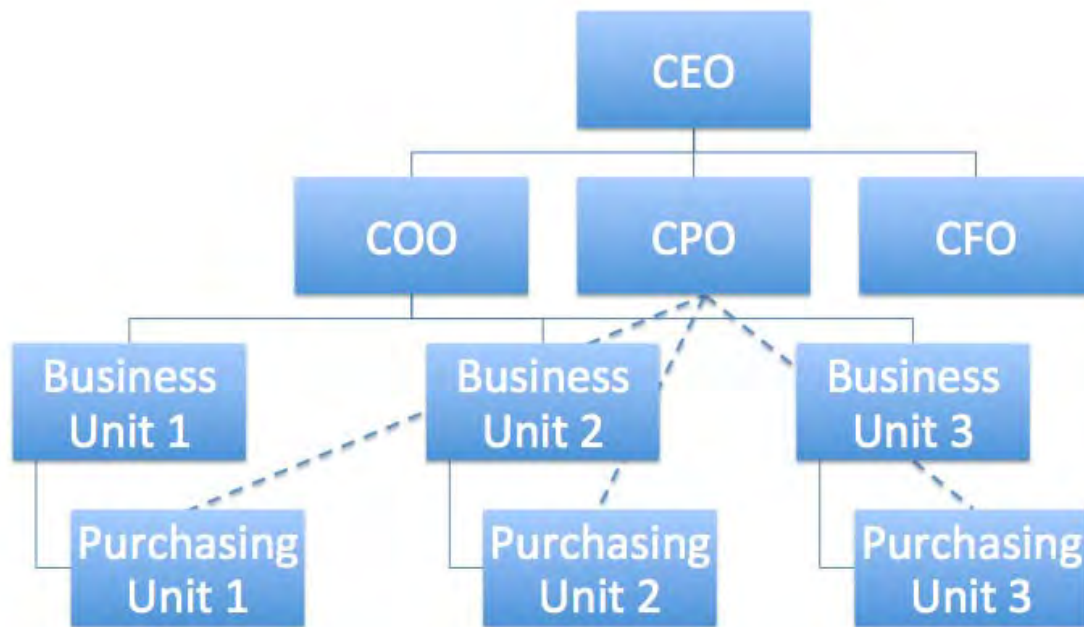 CEO
COO
CPO
CFO
Business
Unit 1
Business
Unit 2
Business
Unit 3
Purchasing
Unit 1
Purchasing
Unit 2
Purchasing
Unit 3